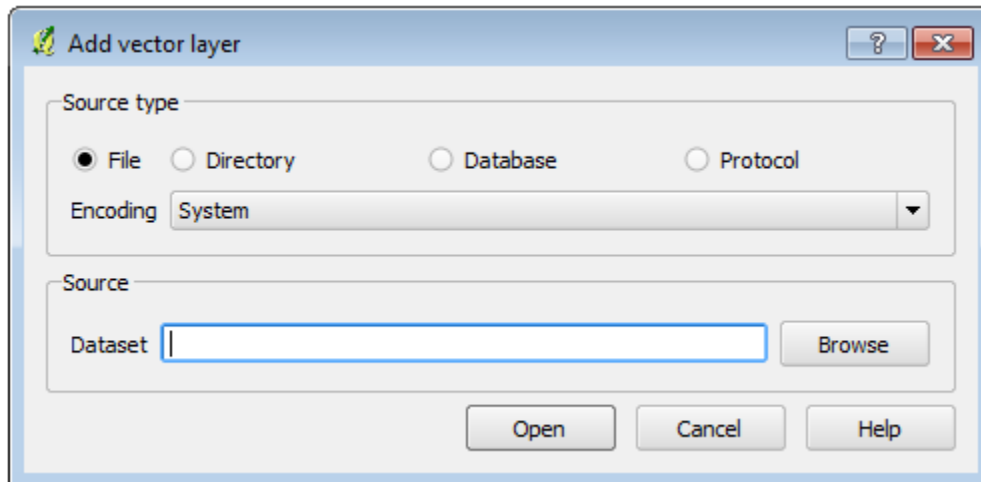 Add vector layer
Source type
File Directory Database Protocol
Encoding System
Source
Dataset Browse
Open Cancel Help